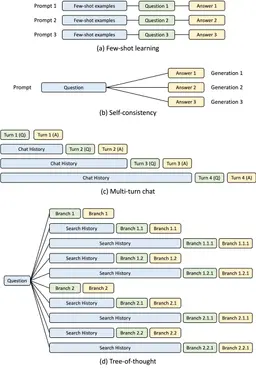 Prompt 1 Few-shot examples Question 1 Answer 1
Prompt 2 Few-shot examples Question 2 Answer 2
Prompt 3 Few-shot examples Question 3 Answer 3
(a) Few-shot learning
Answer 1 Generation 1
Prompt Question Answer 2 Generation 2
Answer 3 Generation 3
(b) Self-consistency
Turn 1 (Q) Turn 1 (A)
Chat History Turn 2 (Q) Turn 2 (A)
Chat History Turn 3 (Q) Turn 3 (A)
Chat History Turn 4 (Q) Turn 4 (A)
(c) Multi-turn chat
Branch 1 Branch 1
Search History Branch 1.1 Branch 1.1
Search History Branch 1.1.1 Branch 1.1.1
Search History Branch 1.2 Branch 1.2
Question Search History Branch 1.2.1 Branch 1.2.1
Branch 2 Branch 2
Search History Branch 2.1 Branch 2.1
Search History Branch 2.1.1 Branch 2.1.1
Search History Branch 2.2 Branch 2.2
Search History Branch 2.2.1 Branch 2.2.1
(d) Tree-of-thought